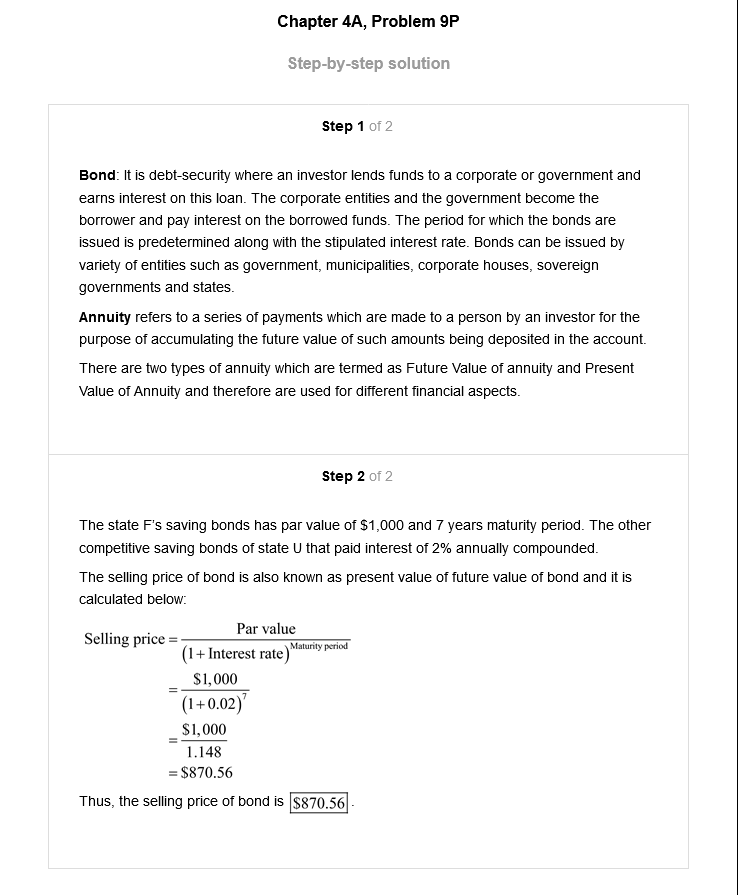 Chapter 4A, Problem 9P
Step-by-step solution
Step 1 of 2
Bond: It is debt-security where an investor lends funds to a corporate or government and
earns interest on this loan. The corporate entities and the government become the
borrower and pay interest on the borrowed funds. The period for which the bonds are
issued is predetermined along with the stipulated interest rate. Bonds can be issued by
variety of entities such as government, municipalities, corporate houses, sovereign
governments and states.
Annuity refers to a series of payments which are made to a person by an investor for the
purpose of accumulating the future value of such amounts being deposited in the account.
There are two types of annuity which are termed as Future Value of annuity and Present
Value of Annuity and therefore are used for different financial aspects.
Step 2 of 2
The state F's saving bonds has par value of $1,000 and 7 years maturity period. The other
competitive saving bonds of state U that paid interest of 2% annually compounded.
The selling price of bond is also known as present value of future value of bond and it is
calculated below:
Par value
Selling price =
(1 + Interest rate)^Maturity period
$1,000
=
(1+0.02)^7
$1,000
=
1.148
= $870.56
Thus, the selling price of bond is $870.56.